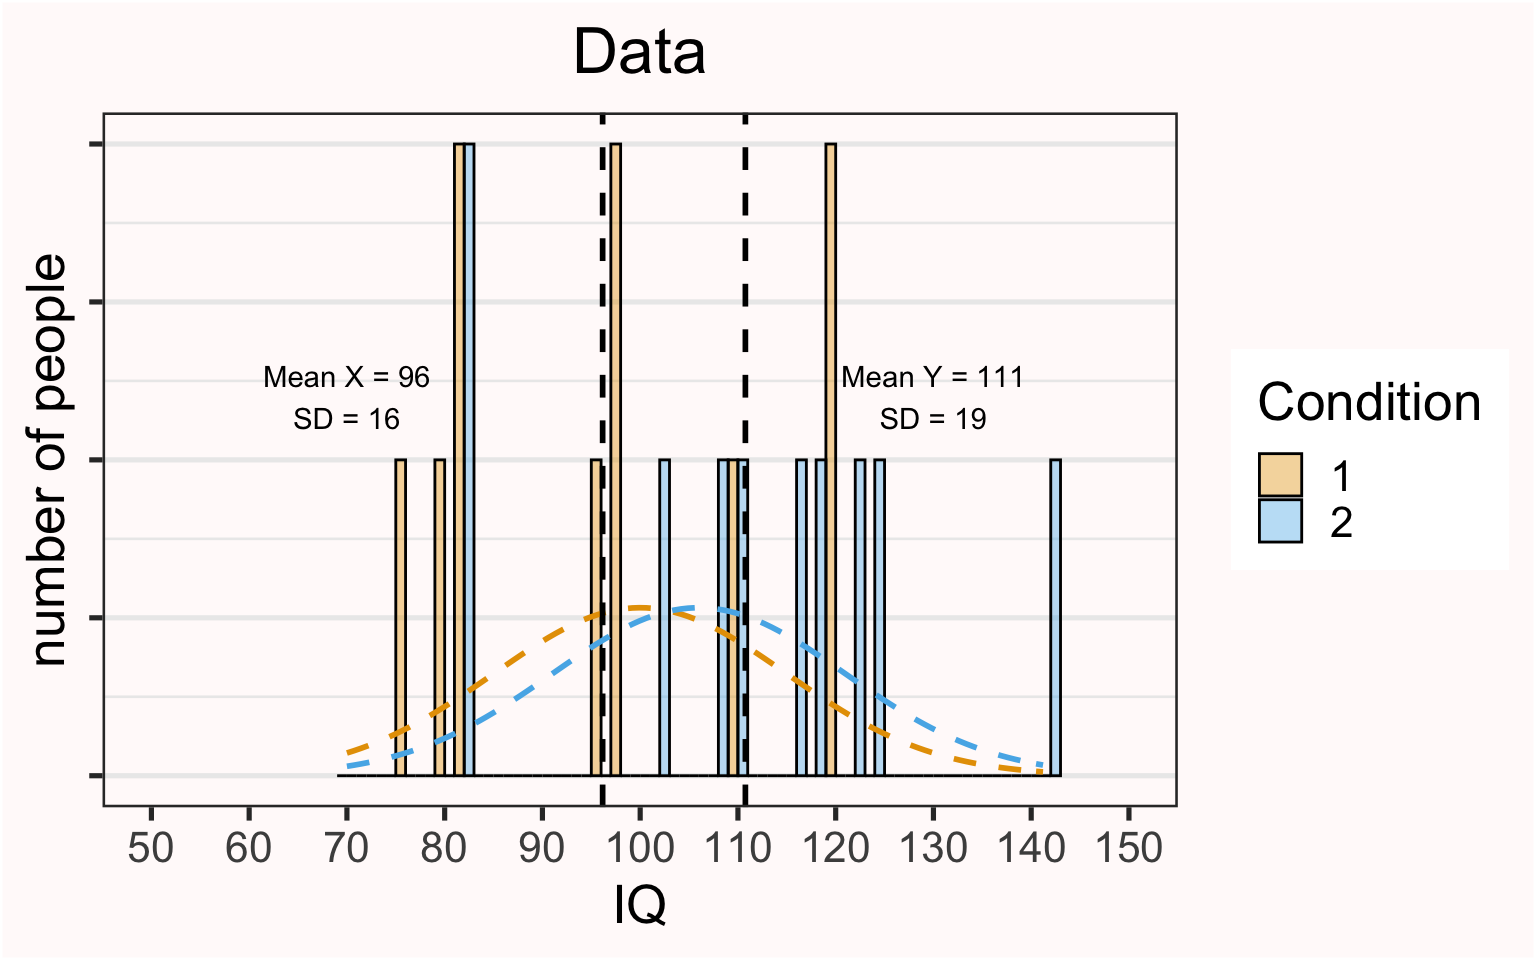 Data
number of people
Mean X = 96
SD = 16
Mean Y = 111
SD = 19
50 60 70 80 90 100 110 120 130 140 150
IQ
Condition
1
2